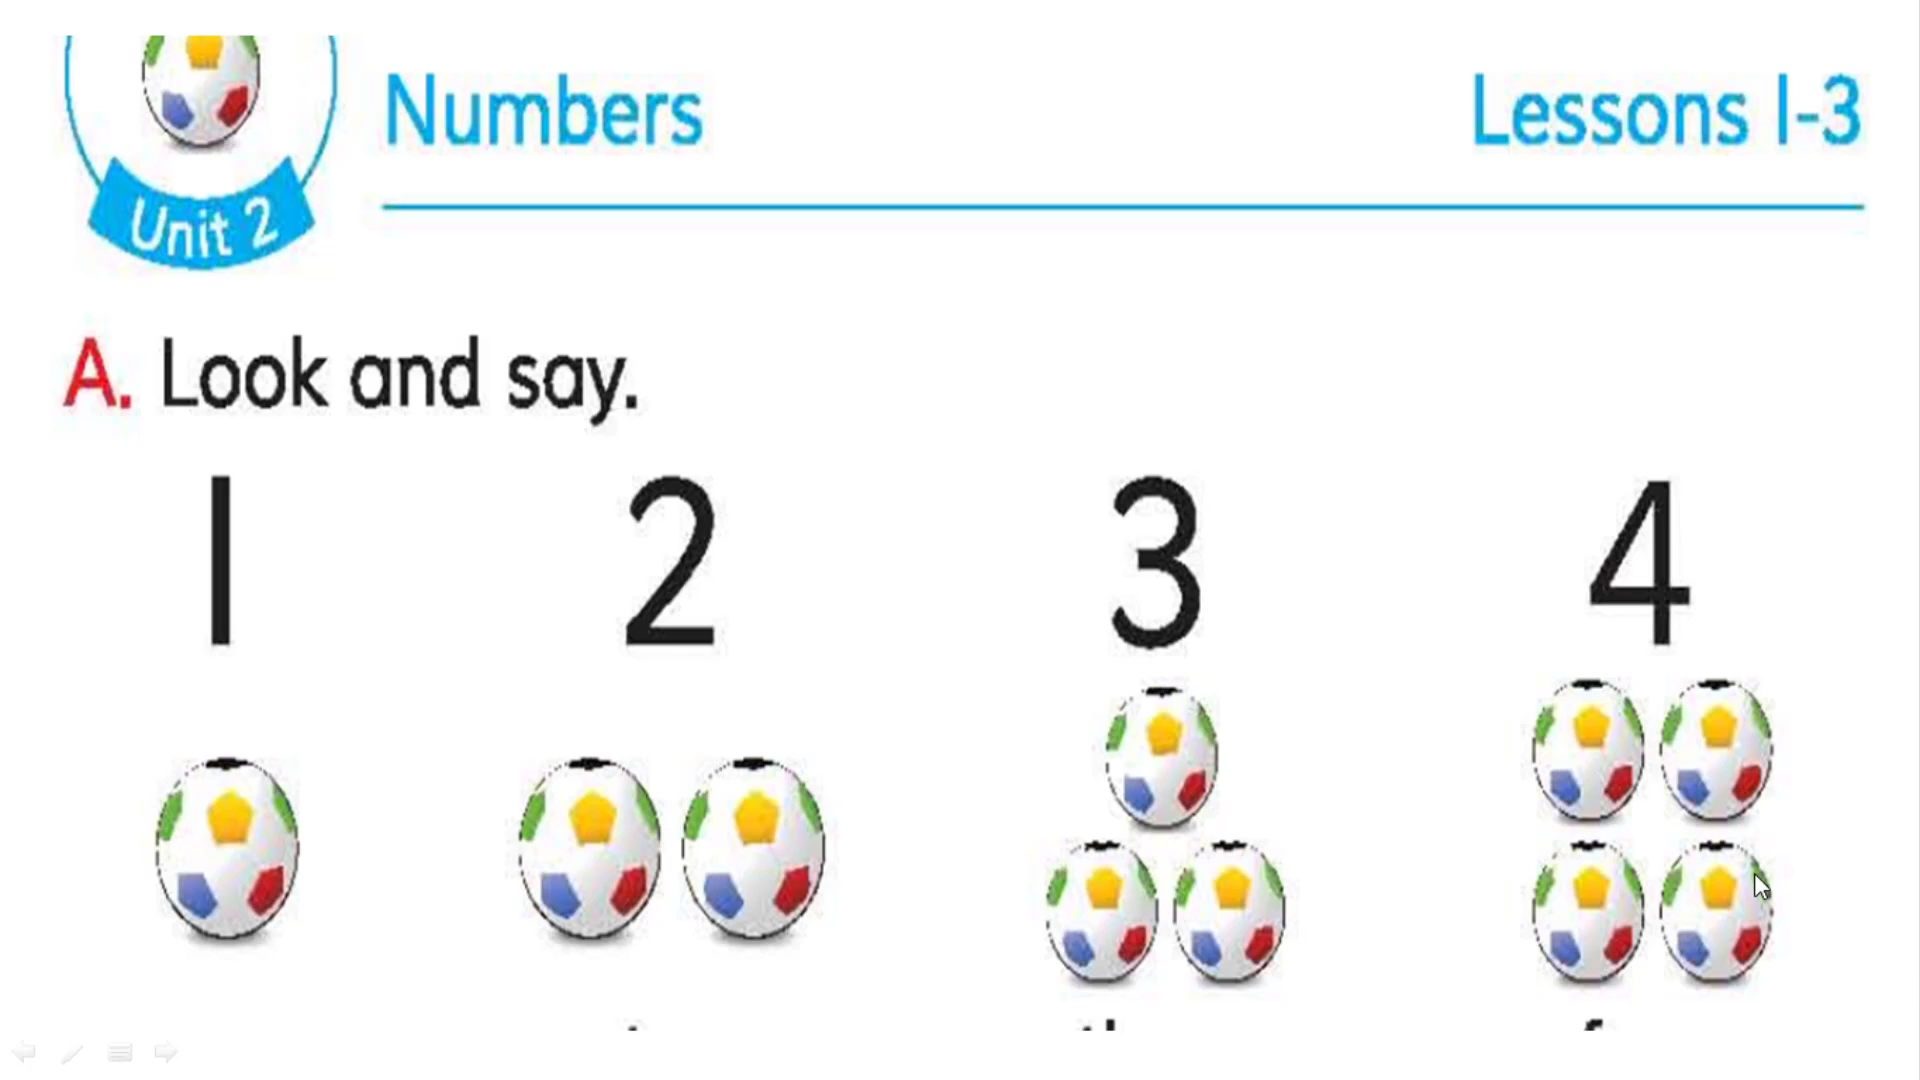 Numbers
Lessons 1-3
Unit 2
A. Look and say.
1 2 3 4